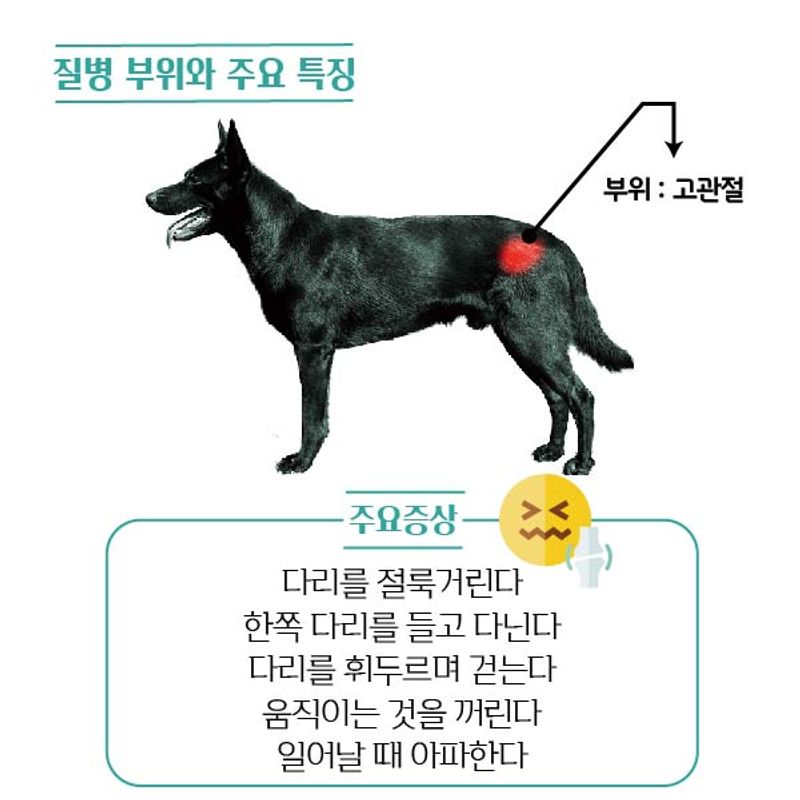 질병 부위와 주요 특징
부위 : 고관절
주요증상
다리를 절룩거린다
한쪽 다리를 들고 다닌다
다리를 휘두르며 걷는다
움직이는 것을 꺼린다
일어날 때 아파한다